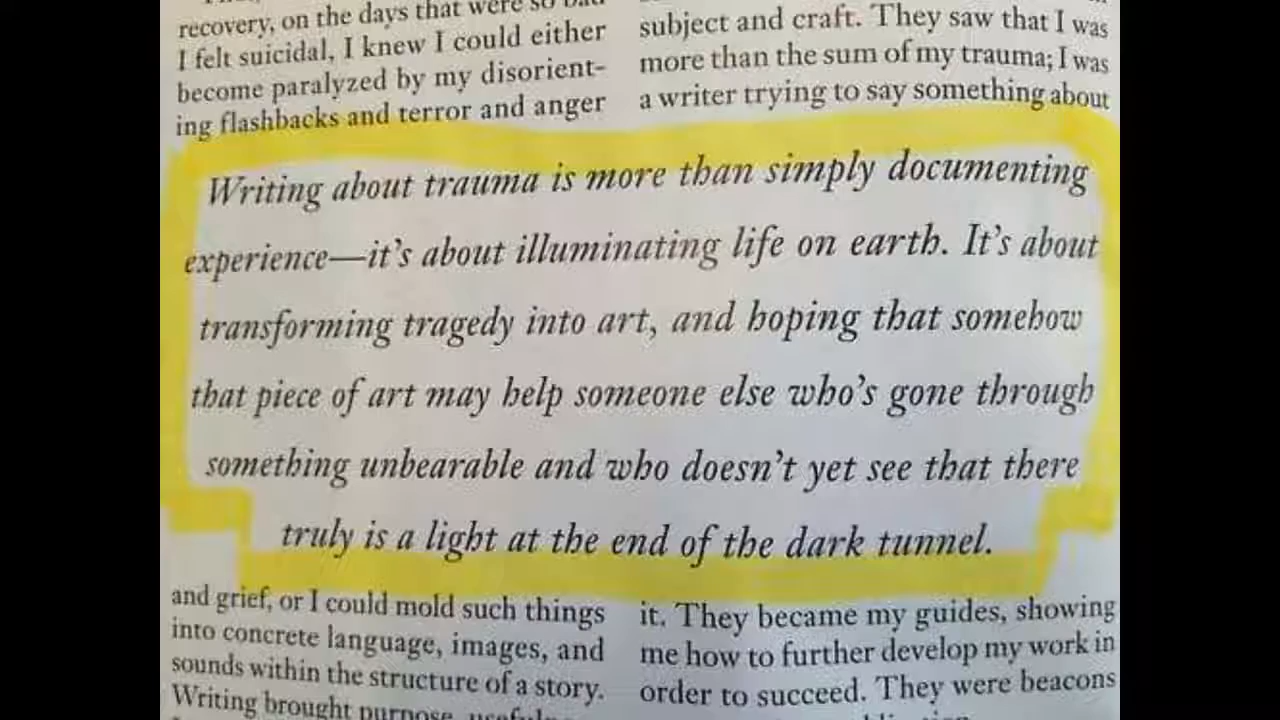 recovery, on the days that were so bad
I felt suicidal, I knew I could either
become paralyzed by my disorient-
ing flashbacks and terror and anger
subject and craft. They saw that I was
more than the sum of my trauma; I was
a writer trying to say something about
Writing about trauma is more than simply documenting
experience—it's about illuminating life on earth. It's about
transforming tragedy into art, and hoping that somehow
that piece of art may help someone else who's gone through
something unbearable and who doesn't yet see that there
truly is a light at the end of the dark tunnel.
and grief, or I could mold such things
into concrete language, images, and
sounds within the structure of a story.
Writing brought purpose,
it. They became my guides, showing
me how to further develop my work in
order to succeed. They were beacons